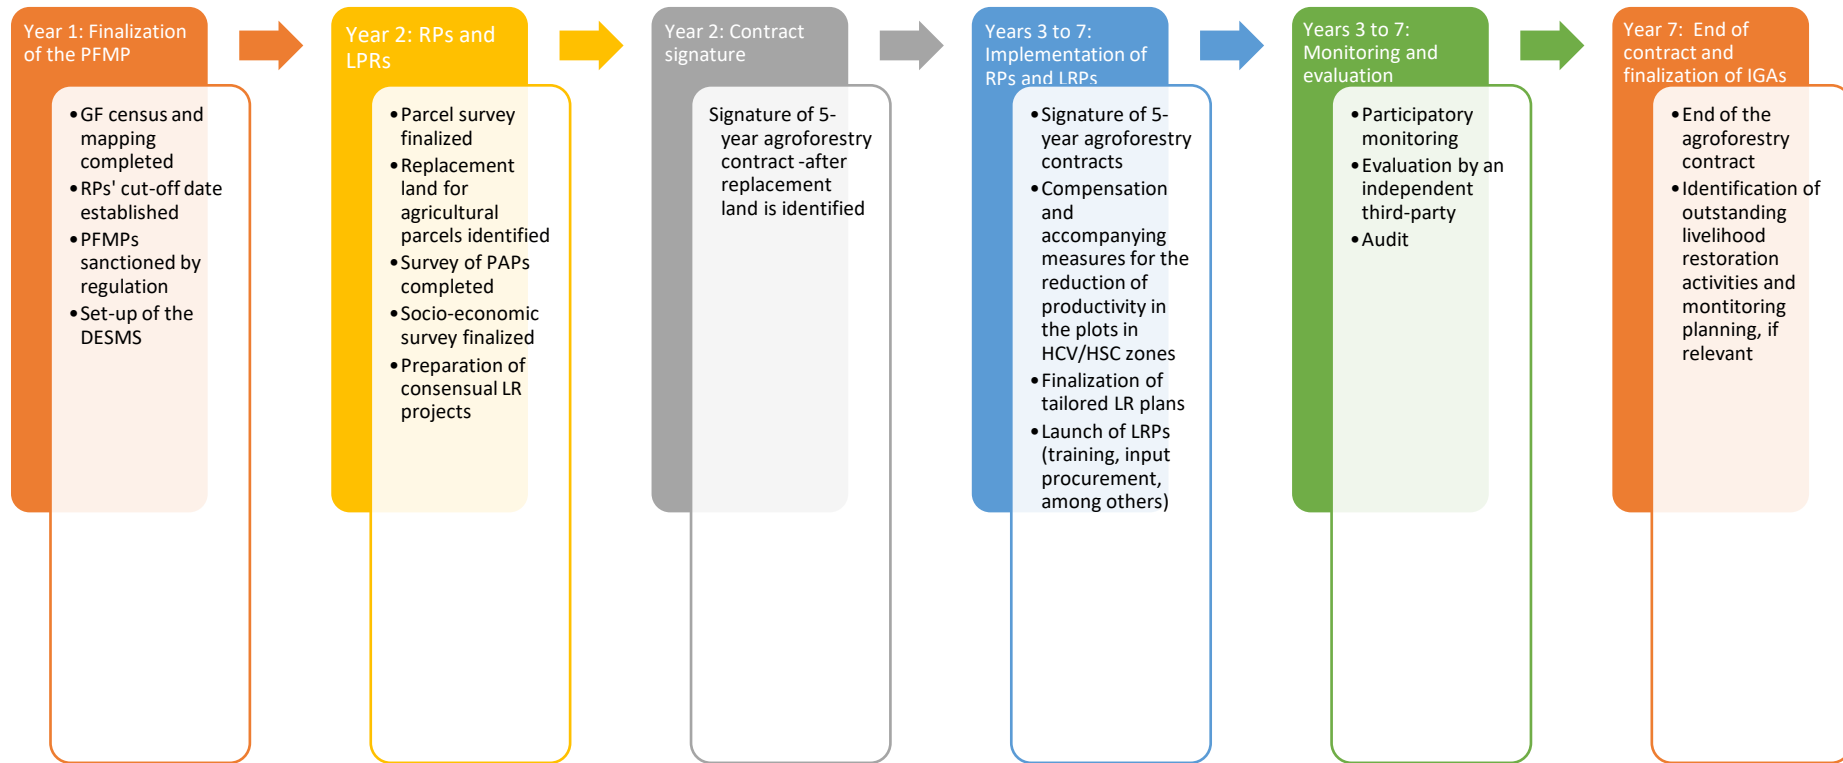 Year 1: Finalization
of the PFMP
•GF census and
mapping
completed
•RPs' cut-off date
established
•PFMPs
sanctioned by
regulation
•Set-up of the
DESMS
Year 2: RPs and
LPRs
•Parcel survey
finalized
•Replacement
land for
agricultural
parcels identified
•Survey of PAPs
completed
•Socio-economic
survey finalized
•Preparation of
consensual LR
projects
Year 2: Contract
signature
Signature of 5-
year agroforestry
contract -after
replacement
land is identified
Years 3 to 7:
Implementation of
RPs and LRPs
•Signature of 5-
year agroforestry
contracts
•Compensation
and
accompanying
measures for the
reduction of
productivity in
the plots in
HCV/HSC zones
•Finalization of
tailored LR plans
•Launch of LRPs
(training, input
procurement,
among others)
Years 3 to 7:
Monitoring and
evaluation
•Participatory
monitoring
•Evaluation by an
independent
third-party
•Audit
Year 7: End of
contract and
finalization of IGAs
•End of the
agroforestry
contract
•Identification of
outstanding
livelihood
restoration
activities and
montitoring
planning, if
relevant